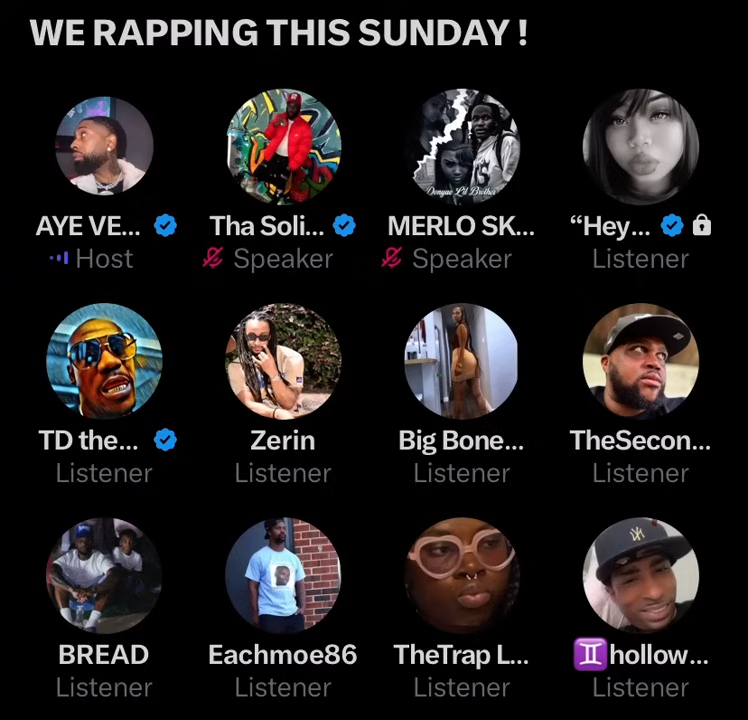 WE RAPPING THIS SUNDAY !
AYE VE... Tha Soli... MERLO SK... “Hey...
Host Speaker Speaker Listener
TD the... Zerin Big Bone... TheSecon...
Listener Listener Listener Listener
BREAD Eachmoe86 TheTrap L... ♊hollow...
Listener Listener Listener Listener